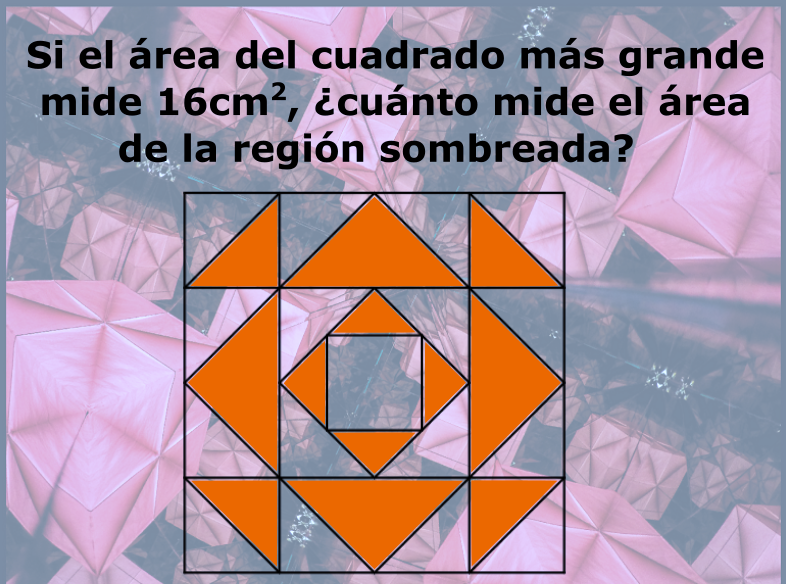 Si el área del cuadrado más grande
mide 16cm², ¿cuánto mide el área
de la región sombreada?